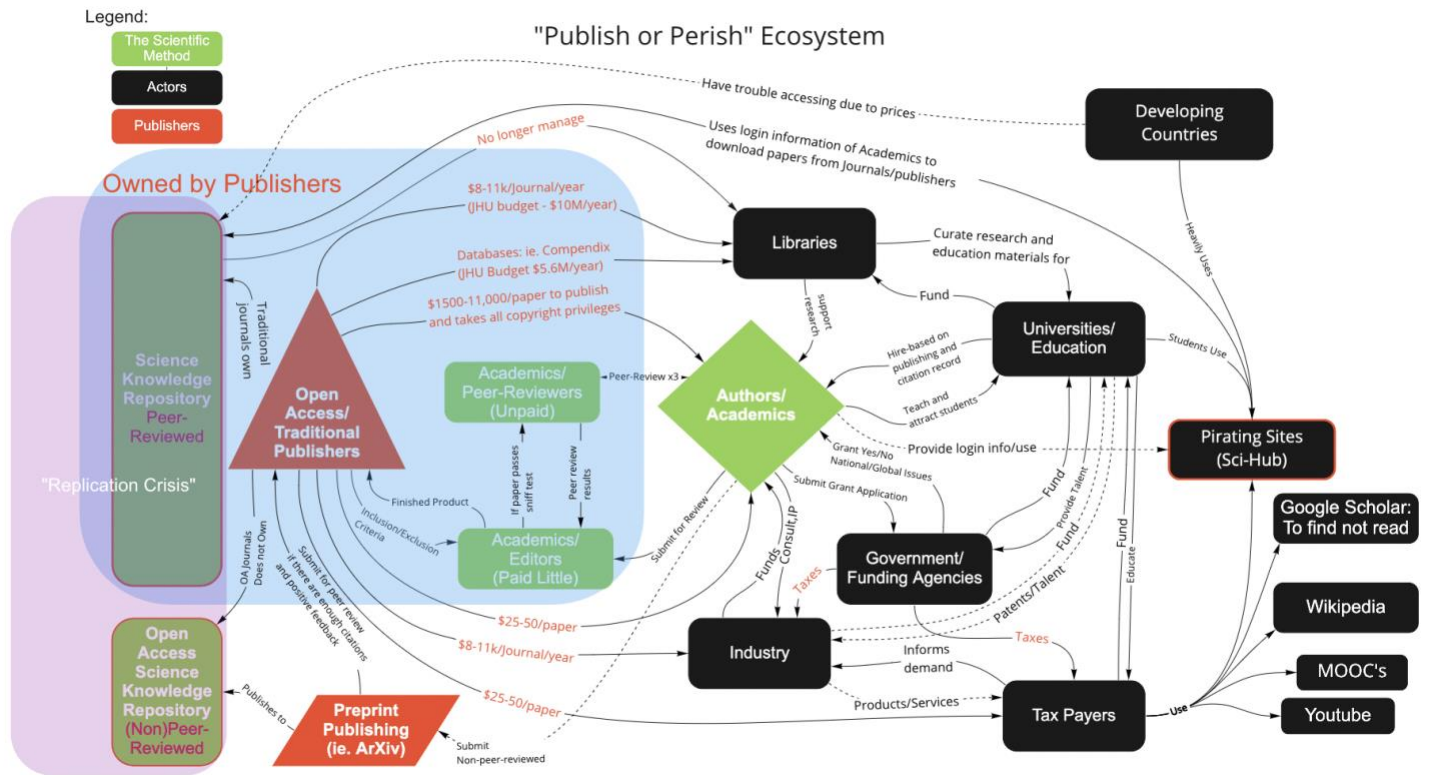 Legend:
The Scientific
Method
Actors
Publishers
"Publish or Perish" Ecosystem
Have trouble accessing due to prices
Developing
Countries
Uses login information of Academics to
download papers from Journals/publishers
No longer manage
Owned by Publishers
$8-11k/Journal/year
(JHU budget - $10M/year)
Libraries
Curate research and
education materials for
Heavily Uses
Databases: ie. Compendix
(JHU Budget $5.6M/year)
$1500-11,000/paper to publish
and takes all copyright privileges
support
research
Fund
Universities/
Education
Students Use
Traditional
journals own
Hire-based on
publishing and
citation record
Teach and
attract students
Science
Knowledge
Repository
Peer-
Reviewed
Open
Access/
Traditional
Publishers
Academics/
Peer-Reviewers
(Unpaid)
Peer-Review x3
Authors/
Academics
Provide login info/use
Pirating Sites
(Sci-Hub)
"Replication Crisis"
If paper passes
sniff test
Peer review
results
Grant Yes/No
National/Global Issues
Submit Grant Application
Fund
Provide Talent
Fund
Fund
Educate
Google Scholar:
To find not read
Finished Product
Inclusion/Exclusion
Criteria
Academics/
Editors
(Paid Little)
Submit for Review
Government/
Funding Agencies
OA Journals
Does not Own
Submit for peer review
if there are enough citations
and positive feedback
Funds
Consult,IP
Taxes
Patents/Talent
Wikipedia
$25-50/paper
$8-11k/Journal/year
Industry
Taxes
Informs
demand
Open
Access
Science
Knowledge
Repository
(Non)Peer-
Reviewed
Publishes to
Preprint
Publishing
(ie. ArXiv)
$25-50/paper
Submit
Non-peer-reviewed
Products/Services
Tax Payers
Use
MOOC's
Youtube